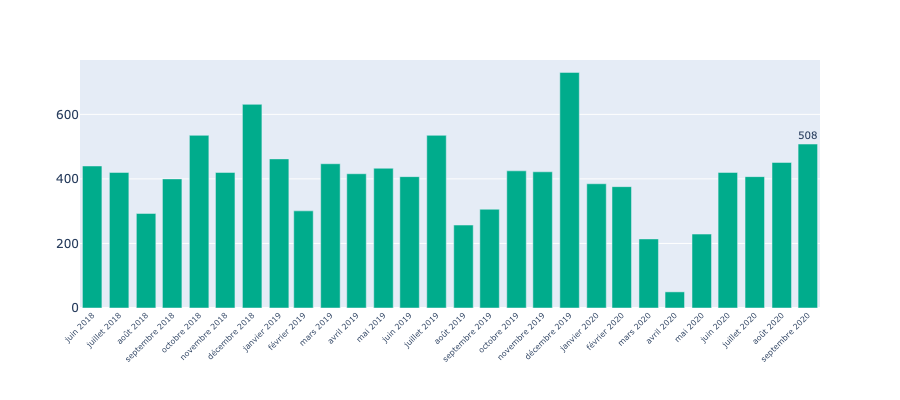 600
400
200
0
508
juin 2018
juillet 2018
août 2018
septembre 2018
octobre 2018
novembre 2018
décembre 2018
janvier 2019
février 2019
mars 2019
avril 2019
mai 2019
juin 2019
juillet 2019
août 2019
septembre 2019
octobre 2019
novembre 2019
décembre 2019
janvier 2020
février 2020
mars 2020
avril 2020
mai 2020
juin 2020
juillet 2020
août 2020
septembre 2020